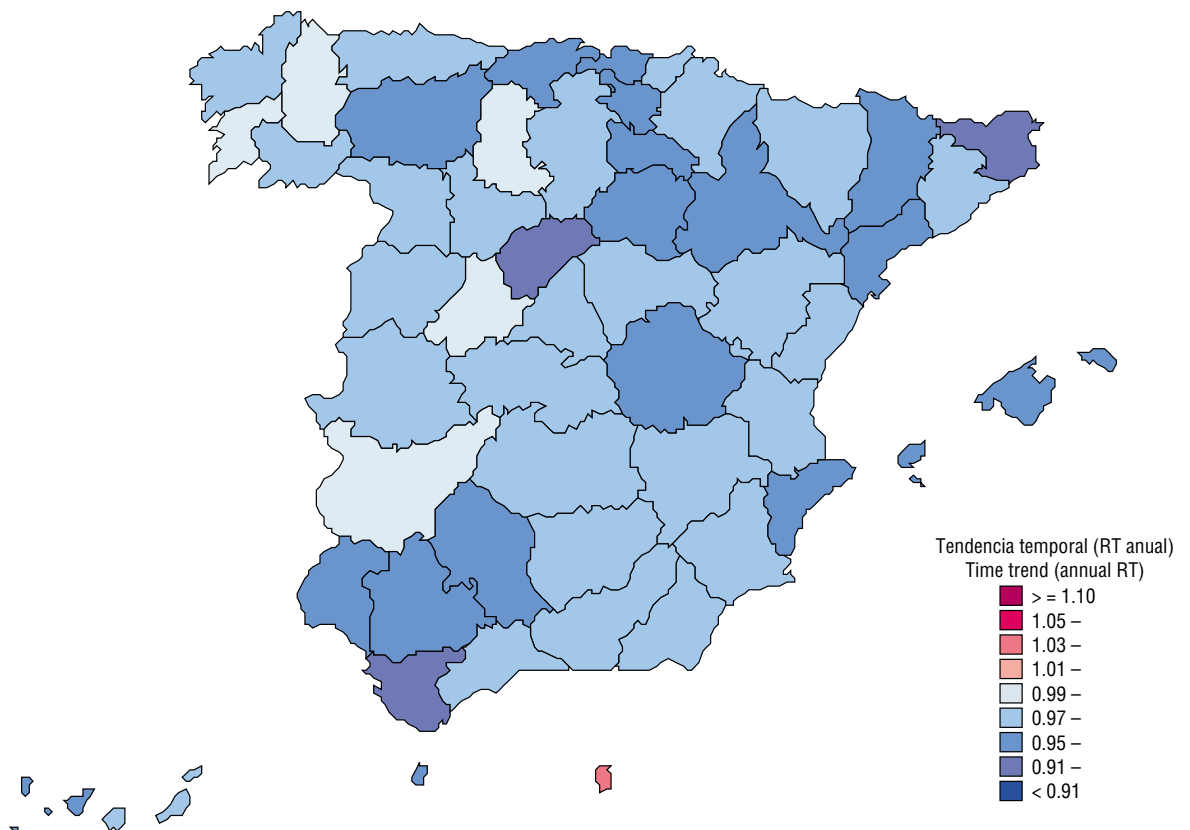 Tendencia temporal (RT anual)
Time trend (annual RT)
> = 1.10
1.05 –
1.03 –
1.01 –
0.99 –
0.97 –
0.95 –
0.91 –
< 0.91